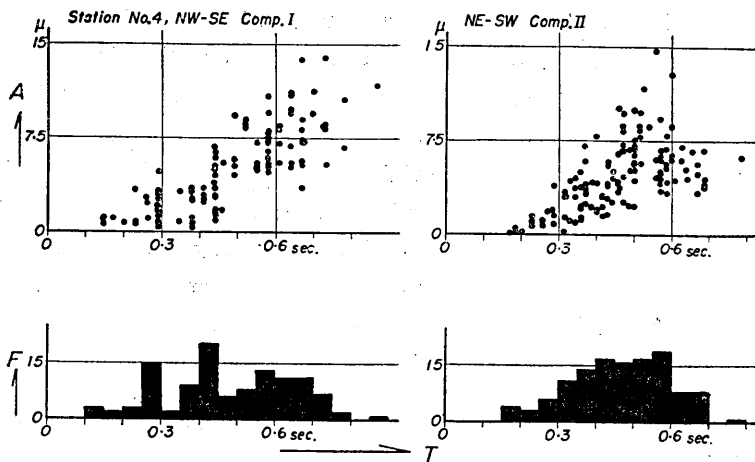 Station No.4, NW-SE Comp. I
NE-SW Comp. II
μ
15
A
7.5
0
0 0.3 0.6 sec.
μ
15
7.5
0
0 0.3 0.6 sec.
F
15
0
0 0.3 0.6 sec.
15
0
0 0.3 0.6 sec.
T